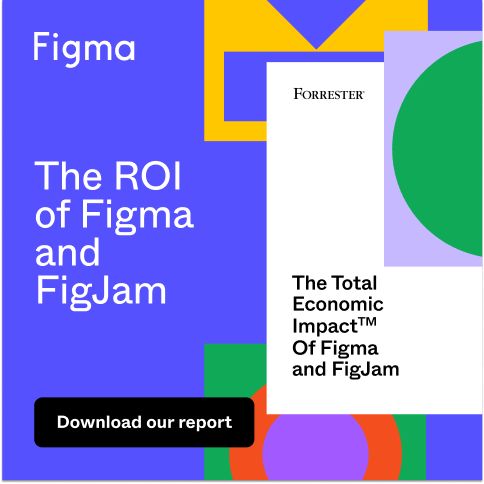 Figma
The ROI
of Figma
and
FigJam
Download our report
FORRESTER®
The Total
Economic
Impact™
Of Figma
and FigJam